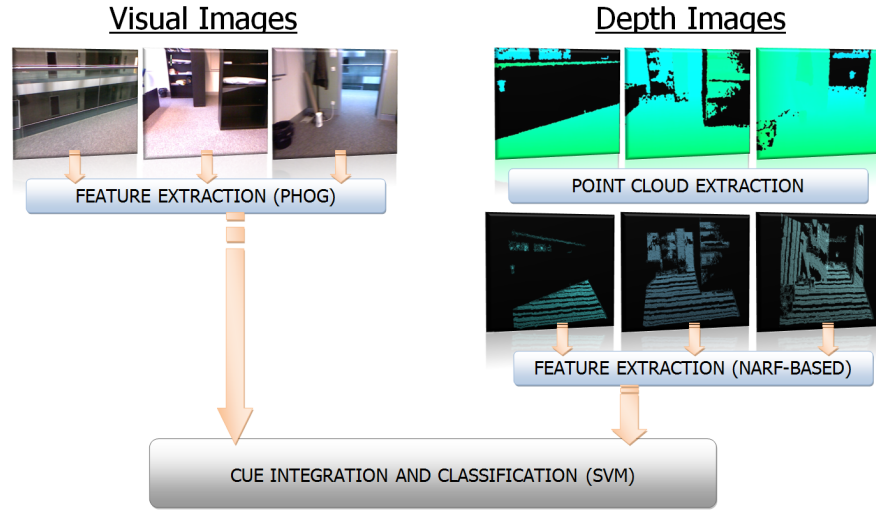 Visual Images
Depth Images
FEATURE EXTRACTION (PHOG)
POINT CLOUD EXTRACTION
FEATURE EXTRACTION (NARF-BASED)
CUE INTEGRATION AND CLASSIFICATION (SVM)